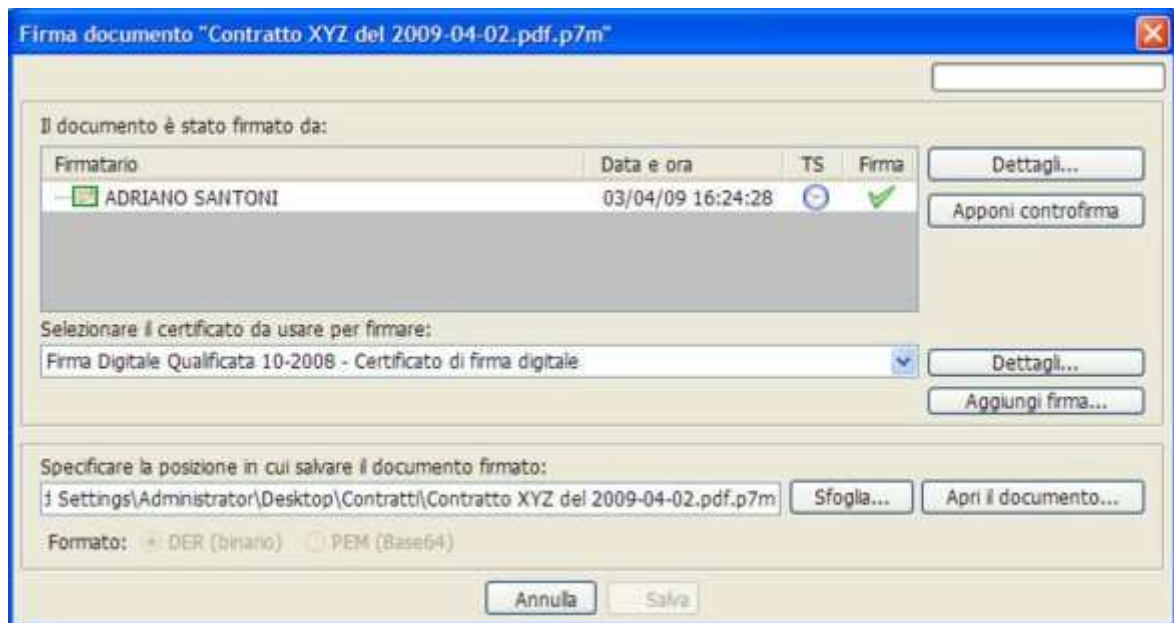 Firma documento "Contratto XYZ del 2009-04-02.pdf.p7m"
Il documento è stato firmato da:
Firmatario Data e ora TS Firma
ADRIANO SANTONI 03/04/09 16:24:28
Dettagli...
Apponi controfirma
Selezionare il certificato da usare per firmare:
Firma Digitale Qualificata 10-2008 - Certificato di firma digitale
Dettagli...
Aggiungi firma...
Specificare la posizione in cui salvare il documento firmato:
Settings\Administrator\Desktop\Contratti\Contratto XYZ del 2009-04-02.pdf.p7m Sfoglia... Apri il documento...
Formato: DER (binario) PEM (Base64)
Annulla Salva